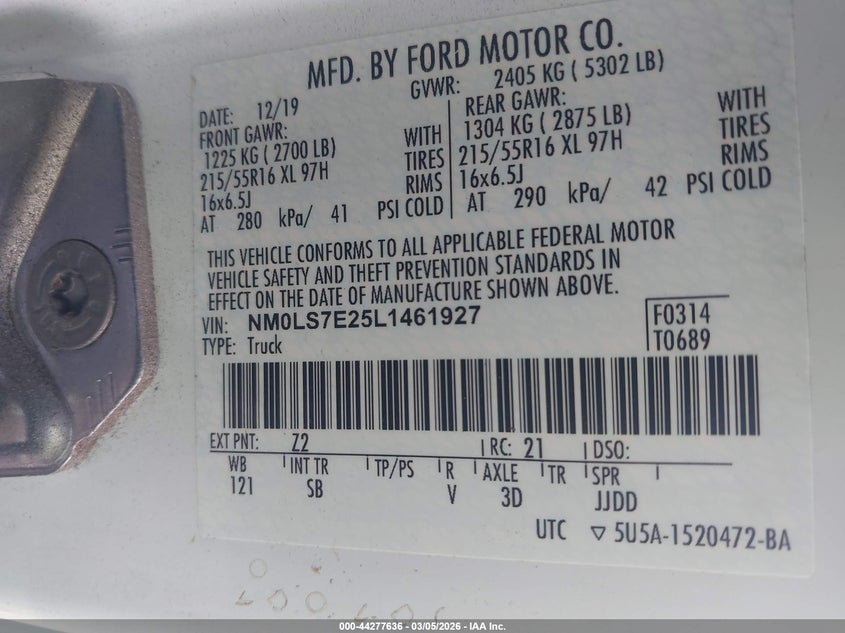 MFD. BY FORD MOTOR CO.
DATE: 12/19
GVWR: 2405 KG ( 5302 LB)
FRONT GAWR:
1225 KG ( 2700 LB) WITH
215/55R16 XL 97H TIRES
16x6.5J RIMS
AT 280 kPa/ 41 PSI COLD
REAR GAWR:
1304 KG ( 2875 LB) WITH
215/55R16 XL 97H TIRES
16x6.5J RIMS
AT 290 kPa/ 42 PSI COLD
THIS VEHICLE CONFORMS TO ALL APPLICABLE FEDERAL MOTOR
VEHICLE SAFETY AND THEFT PREVENTION STANDARDS IN
EFFECT ON THE DATE OF MANUFACTURE SHOWN ABOVE.
VIN: NM0LS7E25L1461927
TYPE: Truck
F0314
T0689
EXT PNT: Z2 RC: 21 DSO:
WB INT TR TP/PS R AXLE TR SPR
121 SB V 3D JJDD
UTC ▽ 5U5A-1520472-BA
000-44277636 - 03/05/2026 - IAA Inc.